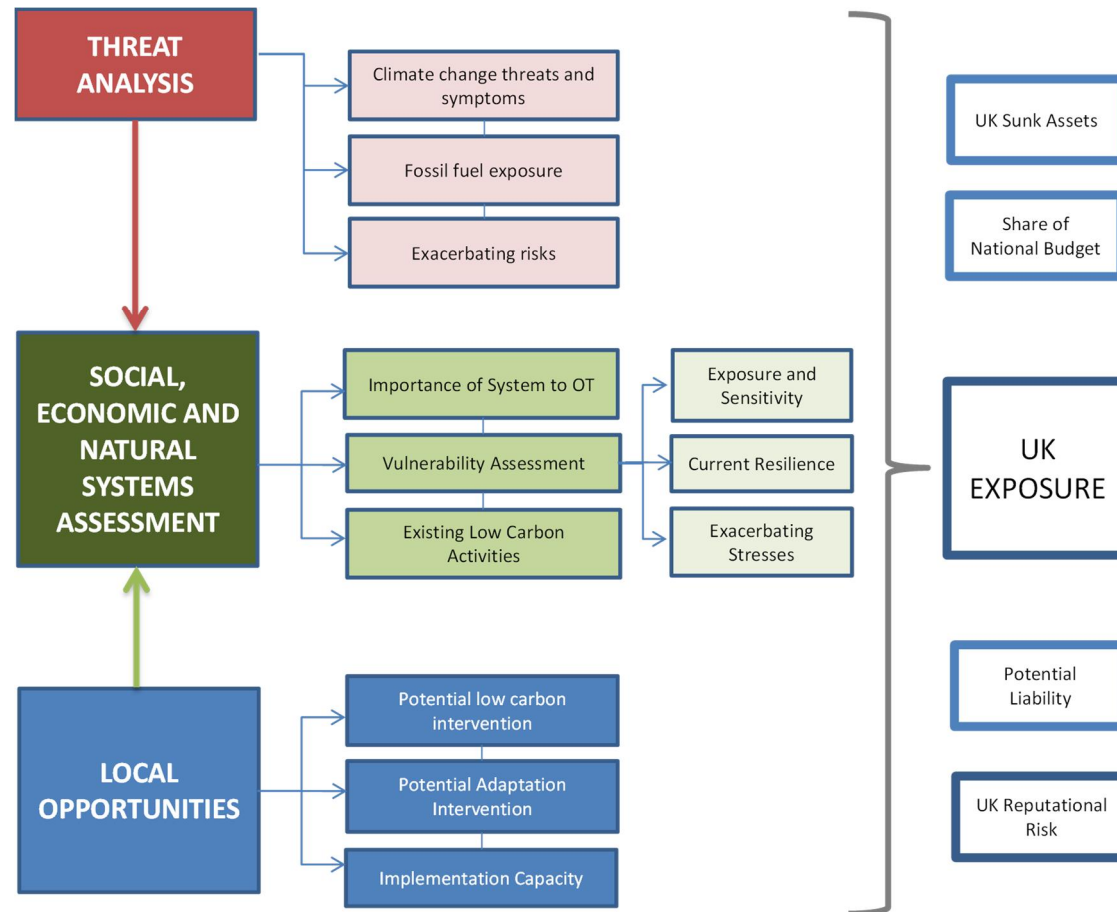 THREAT
ANALYSIS
Climate change threats and
symptoms
Fossil fuel exposure
Exacerbating risks
SOCIAL,
ECONOMIC AND
NATURAL
SYSTEMS
ASSESSMENT
Importance of System to OT
Vulnerability Assessment
Existing Low Carbon
Activities
Exposure and
Sensitivity
Current Resilience
Exacerbating
Stresses
LOCAL
OPPORTUNITIES
Potential low carbon
intervention
Potential Adaptation
Intervention
Implementation Capacity
UK Sunk Assets
Share of
National Budget
UK
EXPOSURE
Potential
Liability
UK Reputational
Risk